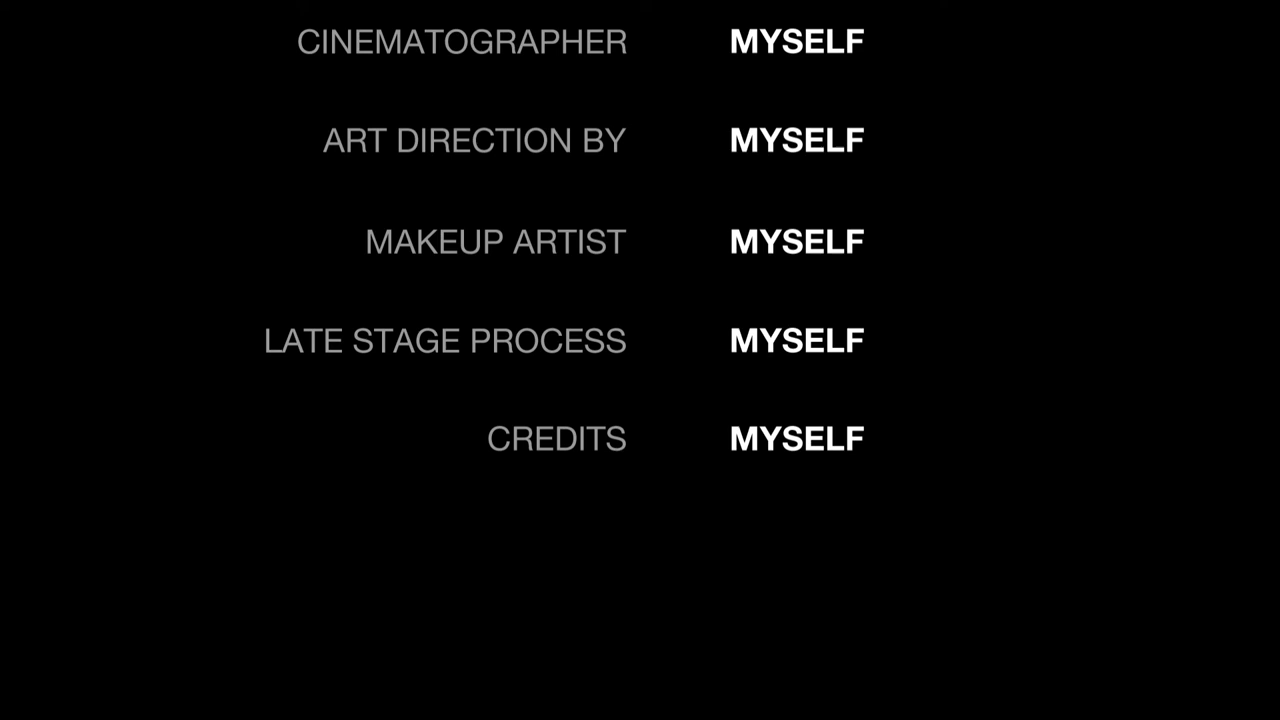 CINEMATOGRAPHER MYSELF
ART DIRECTION BY MYSELF
MAKEUP ARTIST MYSELF
LATE STAGE PROCESS MYSELF
CREDITS MYSELF